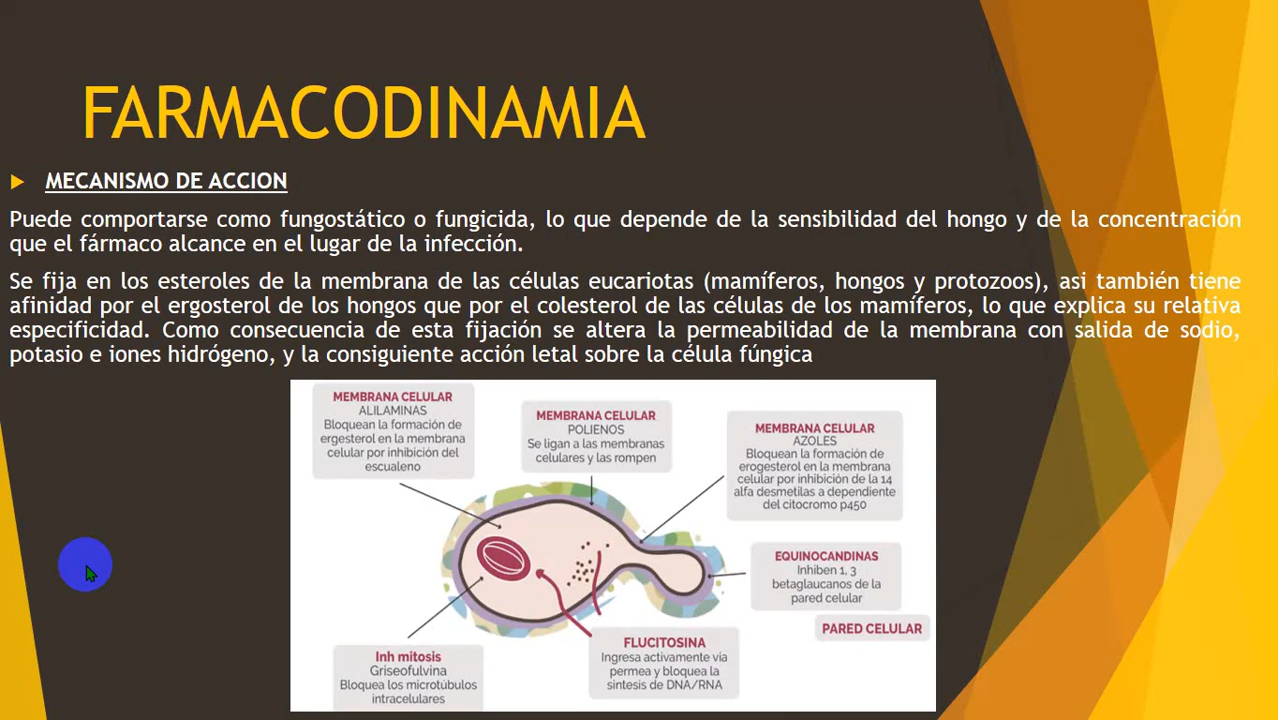 FARMACODINAMIA
MECANISMO DE ACCION
Puede comportarse como fungostático o fungicida, lo que depende de la sensibilidad del hongo y de la concentración
que el fármaco alcance en el lugar de la infección.
Se fija en los esteroles de la membrana de las células eucariotas (mamíferos, hongos y protozoos), asi también tiene
afinidad por el ergosterol de los hongos que por el colesterol de las células de los mamíferos, lo que explica su relativa
especificidad. Como consecuencia de esta fijación se altera la permeabilidad de la membrana con salida de sodio,
potasio e iones hidrógeno, y la consiguiente acción letal sobre la célula fúngica
MEMBRANA CELULAR
ALILAMINAS
Bloquean la formación de
ergesterol en la membrana
celular por inhibición del
escualeno
MEMBRANA CELULAR
POLIENOS
Se ligan a las membranas
celulares y las rompen
MEMBRANA CELULAR
AZOLES
Bloquean la formación de
erogesterol en la membrana
celular por inhibición de la 14
alfa desmetilas a dependiente
del citocromo p450
EQUINOCANDINAS
Inhiben 1, 3
betaglaucanos de la
pared celular
PARED CELULAR
Inh mitosis
Griseofulvina
Bloquea los microtúbulos
intracelulares
FLUCITOSINA
Ingresa activamente via
permea y bloquea la
sintesis de DNA/RNA